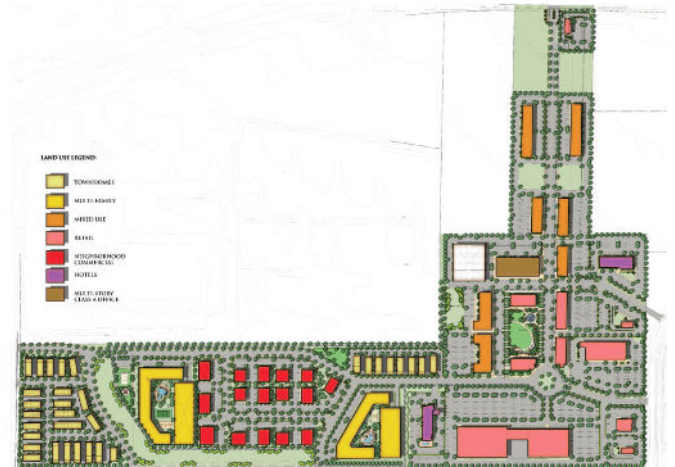 LAND USE LEGEND:
TOWNHOMES
MULTI-FAMILY
MIXED USE
RETAIL
NEIGHBORHOOD
COMMERCIAL
HOTELS
MULTI-STORY
CLASS A OFFICE